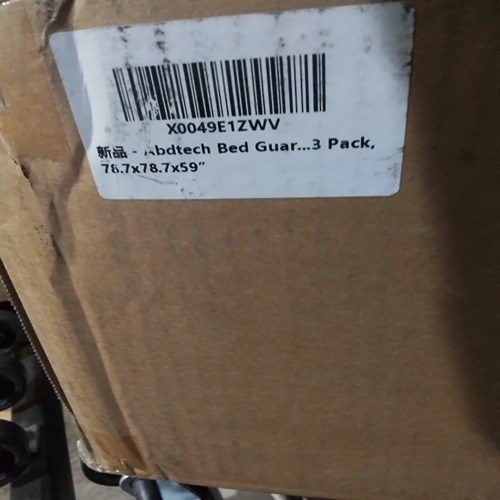 X0049E1ZWV
新品 - Abdtech Bed Guar...3 Pack,
78.7x78.7x59”